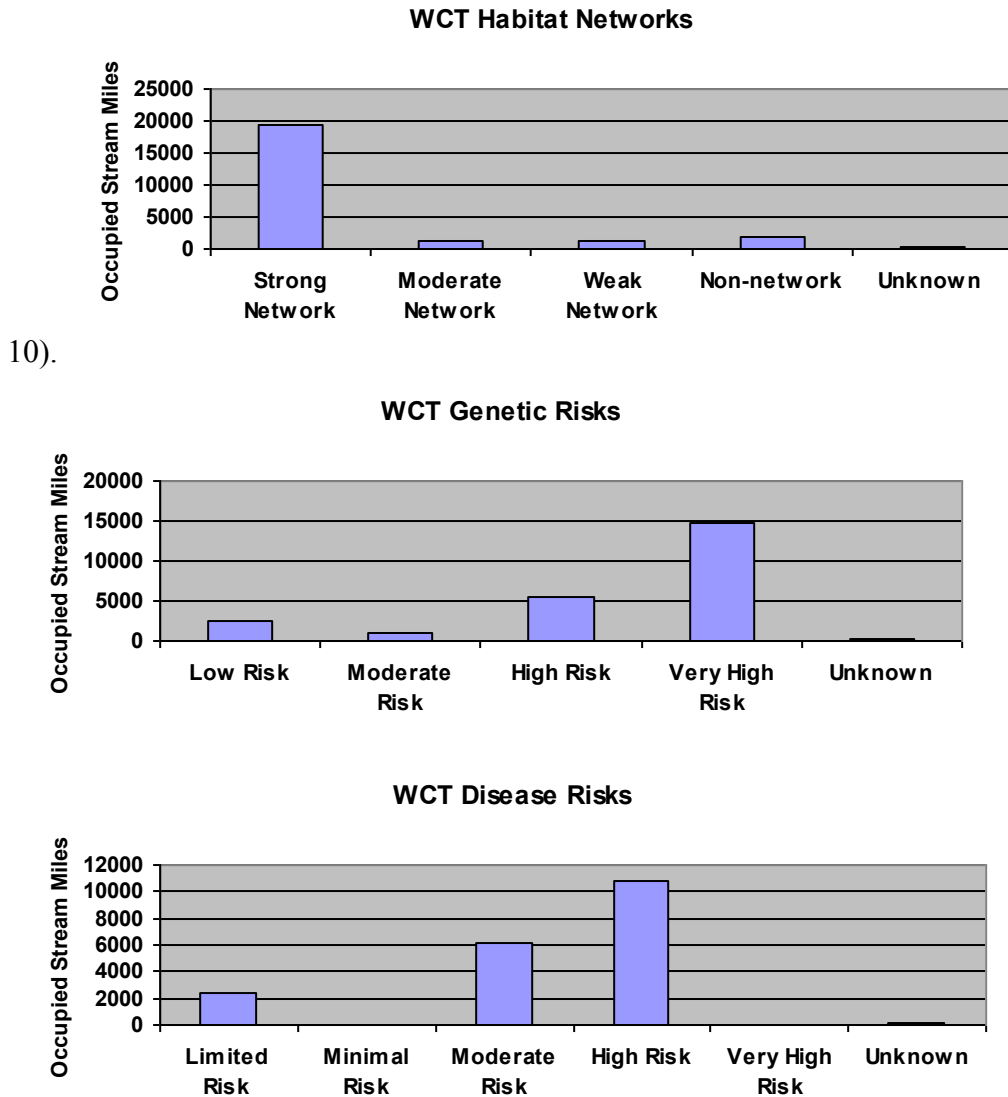 WCT Habitat Networks
Occupied Stream Miles
25000
20000
15000
10000
5000
0
Strong Network
Moderate Network
Weak Network
Non-network
Unknown
10).
WCT Genetic Risks
Occupied Stream Miles
20000
15000
10000
5000
0
Low Risk
Moderate Risk
High Risk
Very High Risk
Unknown
WCT Disease Risks
Occupied Stream Miles
12000
10000
8000
6000
4000
2000
0
Limited Risk
Minimal Risk
Moderate Risk
High Risk
Very High Risk
Unknown